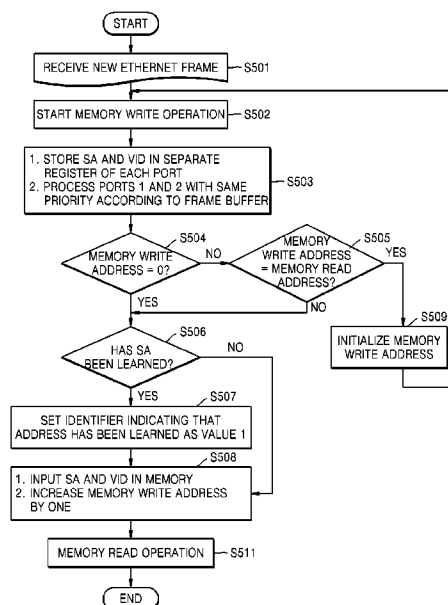 START
RECEIVE NEW ETHERNET FRAME
S501
START MEMORY WRITE OPERATION
S502
1. STORE SA AND VID IN SEPARATE
REGISTER OF EACH PORT
2. PROCESS PORTS 1 AND 2 WITH SAME
PRIORITY ACCORDING TO FRAME BUFFER
S503
S504
MEMORY WRITE
ADDRESS = 0?
NO
YES
S505
MEMORY
WRITE ADDRESS
= MEMORY READ
ADDRESS?
YES
NO
S509
INITIALIZE MEMORY
WRITE ADDRESS
S506
HAS SA
BEEN LEARNED?
NO
YES
S507
SET IDENTIFIER INDICATING THAT
ADDRESS HAS BEEN LEARNED AS VALUE 1
S508
1. INPUT SA AND VID IN MEMORY
2. INCREASE MEMORY WRITE ADDRESS
BY ONE
MEMORY READ OPERATION
S511
END